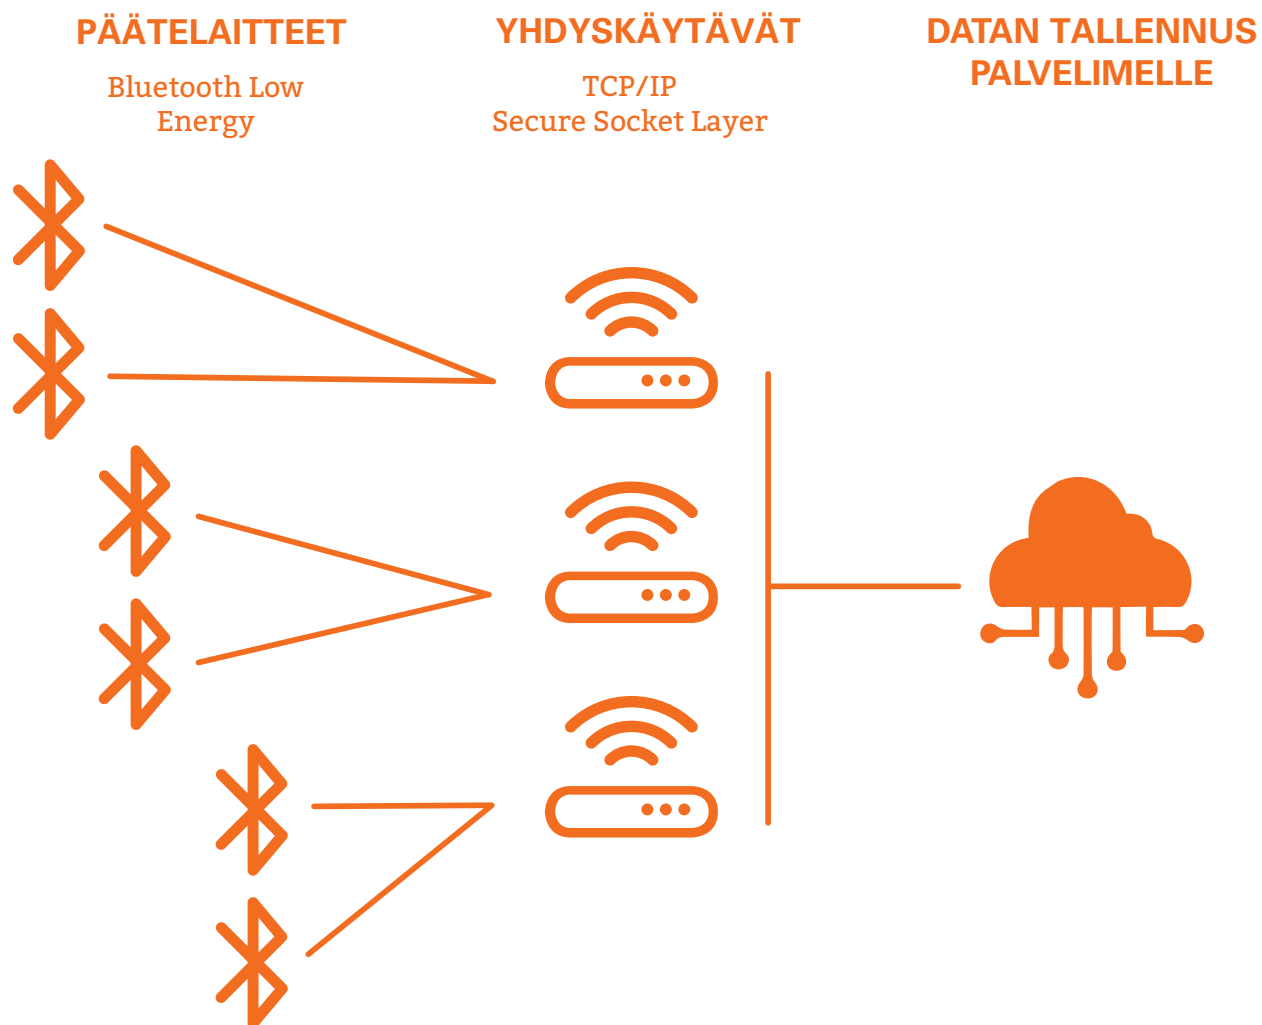 PÄÄTELAITTEET
Bluetooth Low
Energy
YHDYSKÄYTÄVÄT
TCP/IP
Secure Socket Layer
DATAN TALLENNUS
PALVELIMELLE